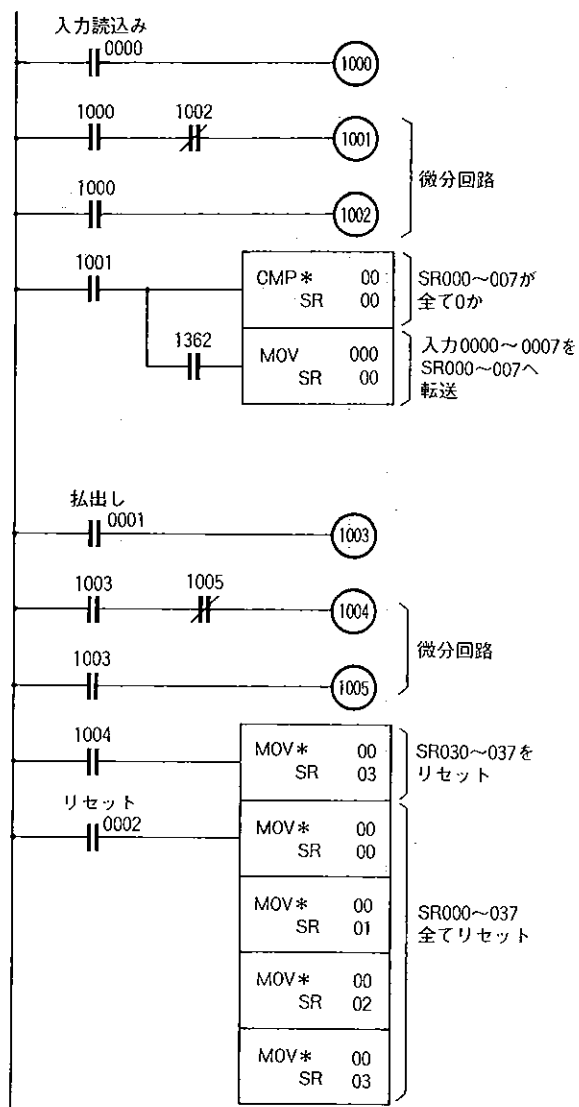 入力読込み
0000
1000
1000
1002
1001
1000
1002
微分回路
1001
CMP* 00
SR 00
SR000～007が
全て0か
1362
MOV 000
SR 00
入力0000～0007を
SR000～007へ
転送
払出し
0001
1003
1003
1005
1004
1003
1005
微分回路
1004
MOV* 00
SR 03
SR030～037を
リセット
リセット
0002
MOV* 00
SR 00
MOV* 00
SR 01
MOV* 00
SR 02
MOV* 00
SR 03
SR000～037
全てリセット